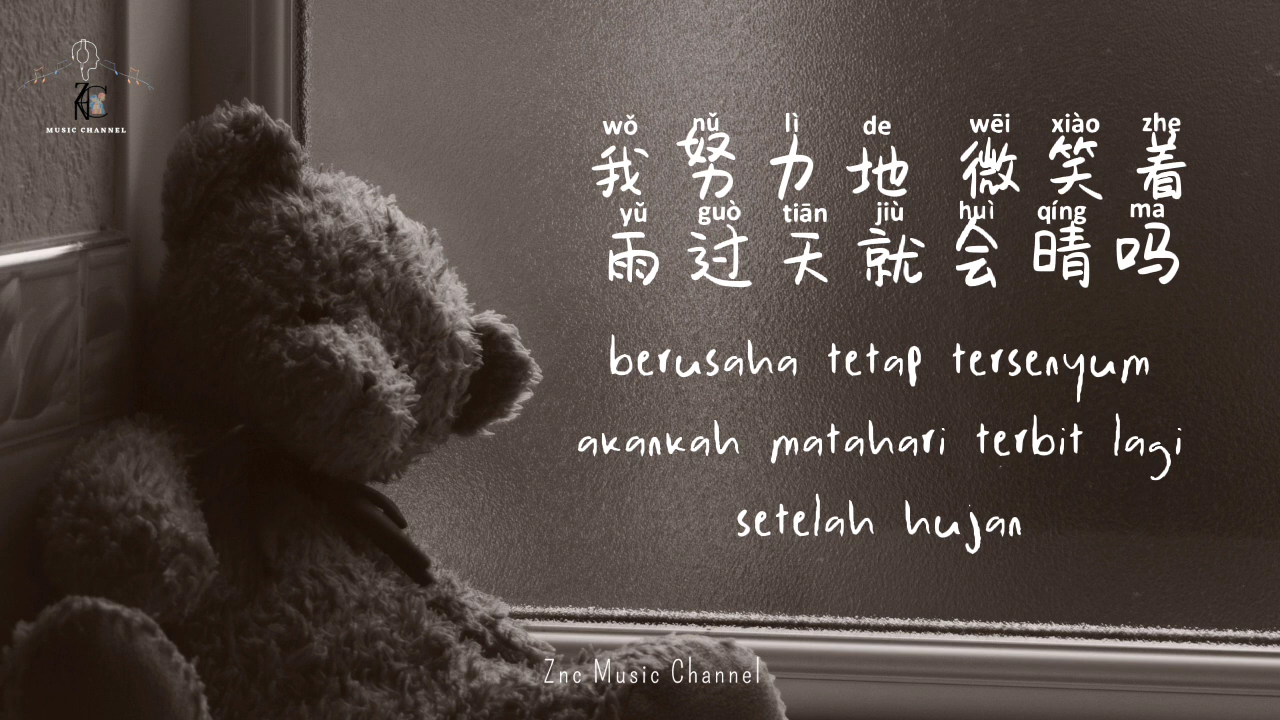 MUSIC CHANNEL
wǒ nǔ lì de wēi xiào zhe
我 努 力 地 微 笑 着
yǔ guò tiān jiù huì qíng ma
雨 过 天 就 会 晴 吗
berusaha tetap tersenyum
akankah matahari terbit lagi
setelah hujan
Znc Music Channel